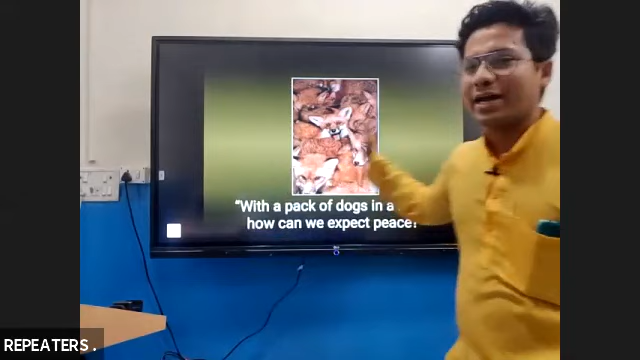 “With a pack of dogs in a
how can we expect peace?
REPEATERS.